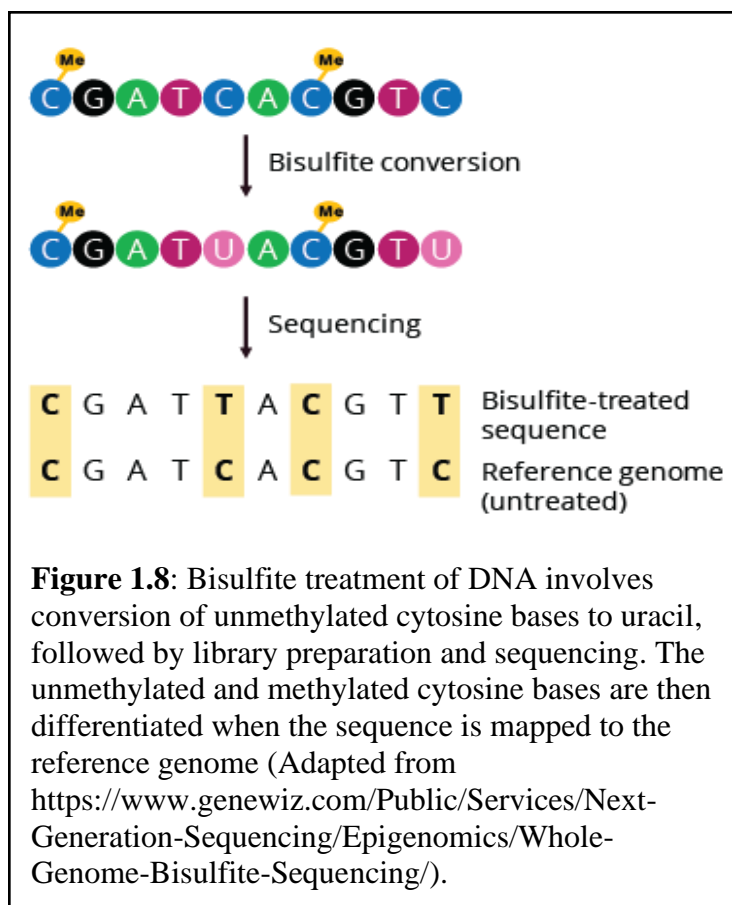 Me Me
CGATCACGTC
Bisulfite conversion
Me Me
CGATUACGTU
Sequencing
C G A T T A C G T T Bisulfite-treated
sequence
C G A T C A C G T C Reference genome
(untreated)
Figure 1.8: Bisulfite treatment of DNA involves
conversion of unmethylated cytosine bases to uracil,
followed by library preparation and sequencing. The
unmethylated and methylated cytosine bases are then
differentiated when the sequence is mapped to the
reference genome (Adapted from
https://www.genewiz.com/Public/Services/Next-
Generation-Sequencing/Epigenomics/Whole-
Genome-Bisulfite-Sequencing/).